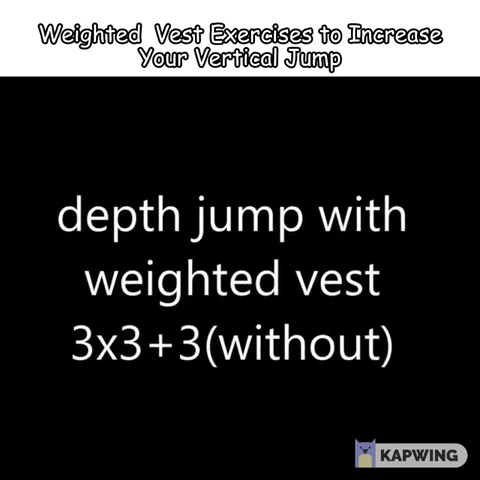 Weighted Vest Exercises to Increase
Your Vertical Jump
depth jump with
weighted vest
3x3+3(without)
KAPWING